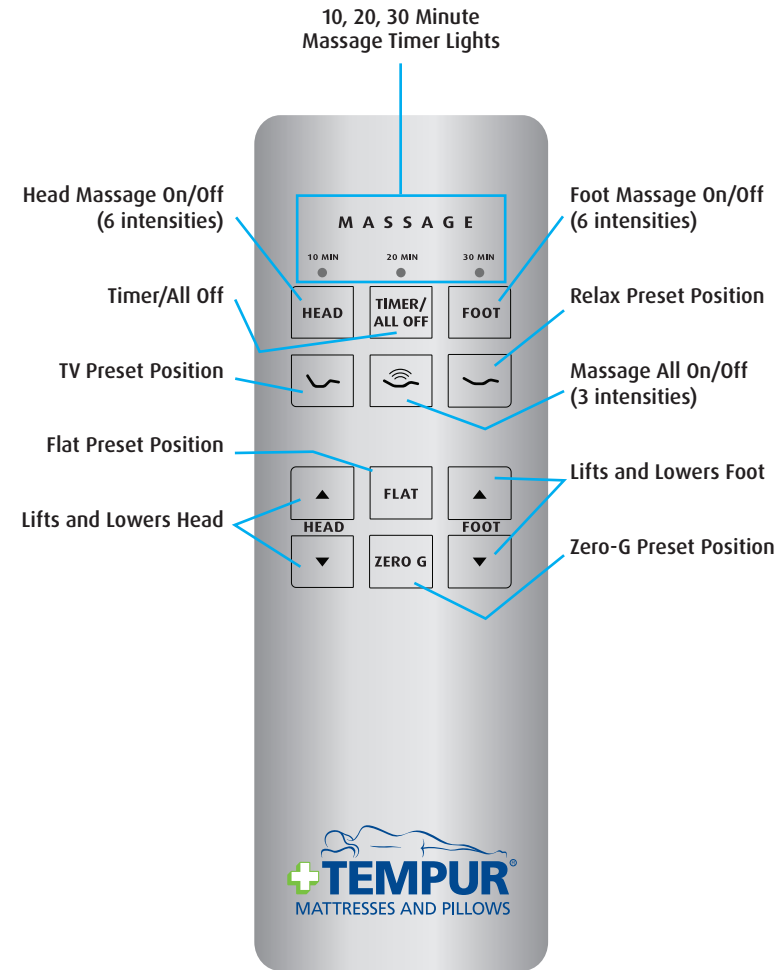 10, 20, 30 Minute
Massage Timer Lights
Head Massage On/Off
(6 intensities)
Foot Massage On/Off
(6 intensities)
MASSAGE
10 MIN 20 MIN 30 MIN
Timer/All Off
HEAD
TIMER/
ALL OFF
FOOT
Relax Preset Position
TV Preset Position
Massage All On/Off
(3 intensities)
Flat Preset Position
FLAT
Lifts and Lowers Foot
Lifts and Lowers Head
HEAD
FOOT
ZERO G
Zero-G Preset Position
TEMPUR®
MATTRESSES AND PILLOWS